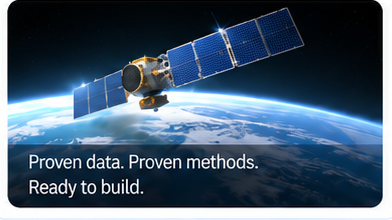 Proven data. Proven methods.
Ready to build.